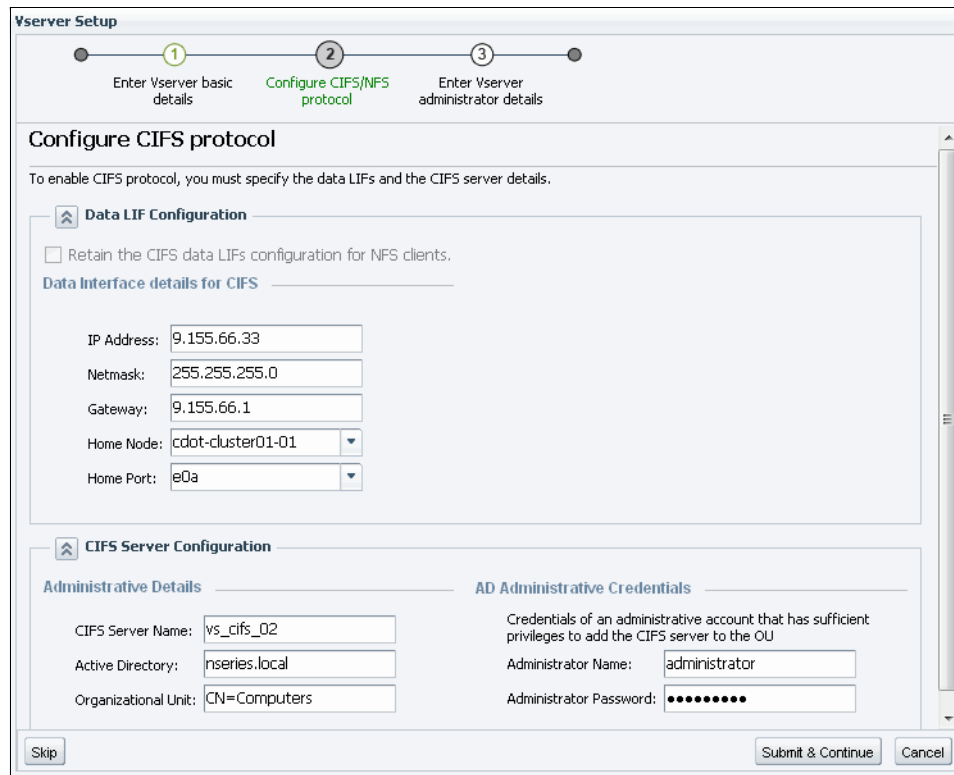 Vserver Setup
1
2
3
Enter Vserver basic
details
Configure CIFS/NFS
protocol
Enter Vserver
administrator details
Configure CIFS protocol
To enable CIFS protocol, you must specify the data LIFs and the CIFS server details.
Data LIF Configuration
Retain the CIFS data LIFs configuration for NFS clients.
Data Interface details for CIFS
IP Address: 9.155.66.33
Netmask: 255.255.255.0
Gateway: 9.155.66.1
Home Node: cdot-cluster01-01
Home Port: e0a
CIFS Server Configuration
Administrative Details
CIFS Server Name: vs_cifs_02
Active Directory: nseries.local
Organizational Unit: CN=Computers
AD Administrative Credentials
Credentials of an administrative account that has sufficient
privileges to add the CIFS server to the OU
Administrator Name: administrator
Administrator Password: •••••••••
Skip
Submit & Continue
Cancel